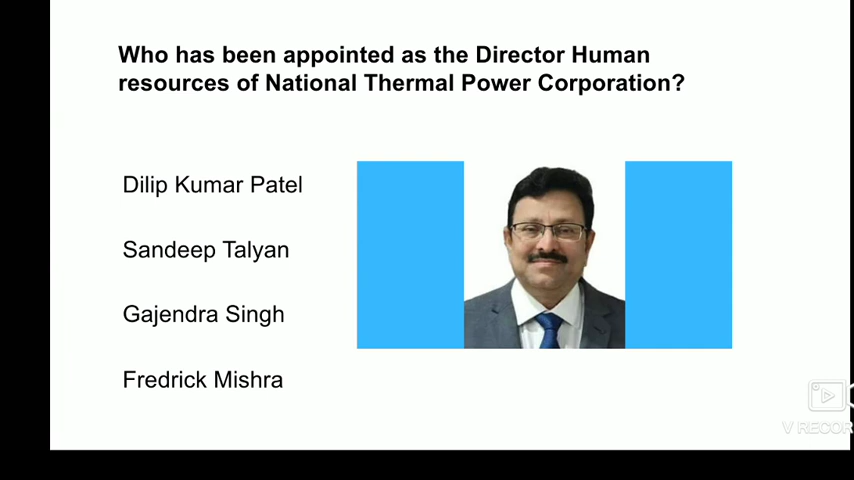 Who has been appointed as the Director Human
resources of National Thermal Power Corporation?
Dilip Kumar Patel
Sandeep Talyan
Gajendra Singh
Fredrick Mishra
V RECOR